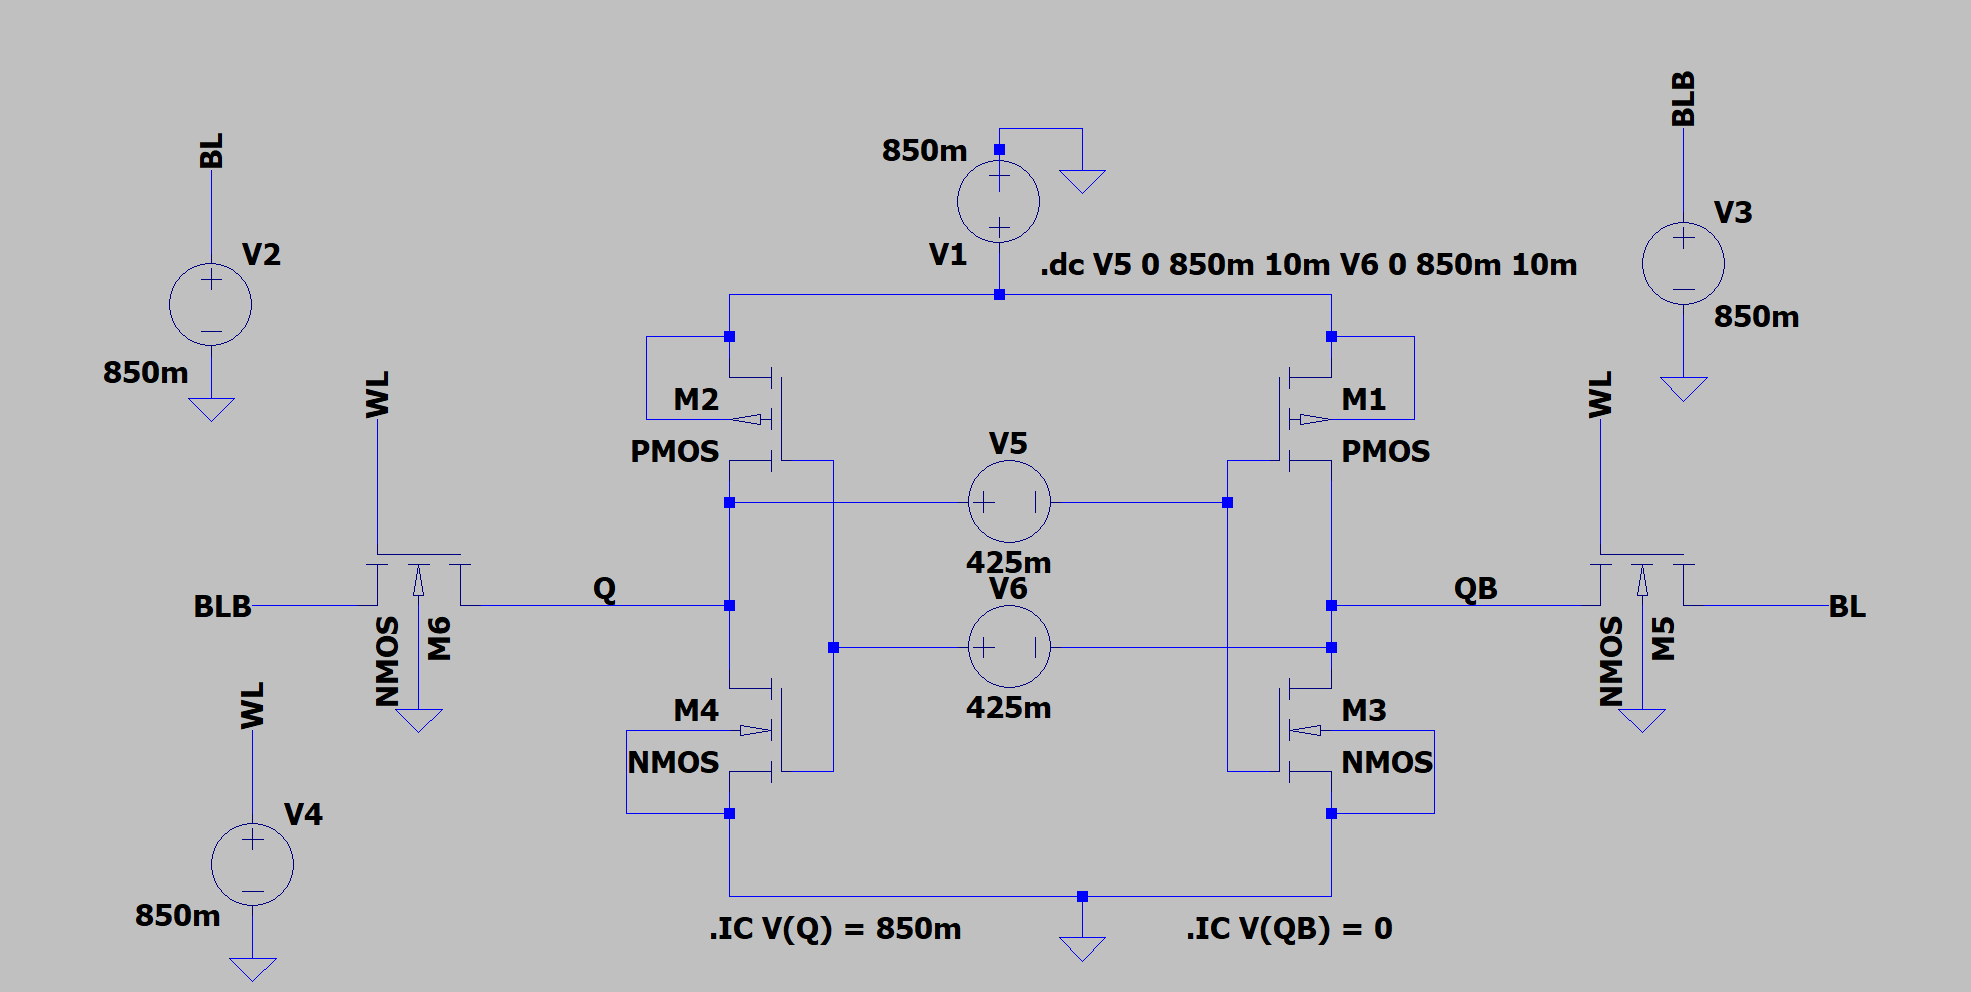 BLB
BL
850m
V3
V2
V1
.dc V5 0 850m 10m V6 0 850m 10m
850m
850m
WL
M2
M1
WL
PMOS
V5
PMOS
425m
V6
BLB
Q
QB
BL
NMOS
M6
NMOS
M5
WL
M4
425m
M3
NMOS
NMOS
V4
850m
.IC V(Q) = 850m
.IC V(QB) = 0